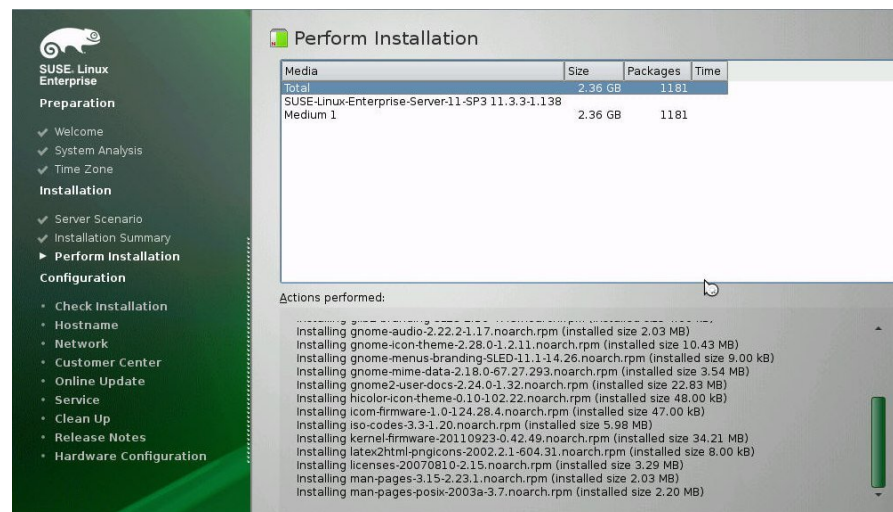 SUSE. Linux
Enterprise
Preparation
Welcome
System Analysis
Time Zone
Installation
Server Scenario
Installation Summary
Perform Installation
Configuration
Check Installation
Hostname
Network
Customer Center
Online Update
Service
Clean Up
Release Notes
Hardware Configuration
Perform Installation
Media Size Packages Time
Total 2.36 GB 1181
SUSE-Linux-Enterprise-Server-11-SP3 11.3.3-1.138
Medium 1 2.36 GB 1181
Actions performed:
Installing gnome-audio-2.22.2-1.17.noarch.rpm (installed size 2.03 MB)
Installing gnome-icon-theme-2.28.0-1.2.11.noarch.rpm (installed size 10.43 MB)
Installing gnome-menus-branding-SLED-11.1-14.26.noarch.rpm (installed size 9.00 kB)
Installing gnome-mime-data-2.18.0-67.27.293.noarch.rpm (installed size 3.54 MB)
Installing gnome2-user-docs-2.24.0-1.32.noarch.rpm (installed size 22.83 MB)
Installing hicolor-icon-theme-0.10-102.22.noarch.rpm (installed size 48.00 kB)
Installing icom-firmware-1.0-124.28.4.noarch.rpm (installed size 47.00 kB)
Installing iso-codes-3.3-1.20.noarch.rpm (installed size 5.98 MB)
Installing kernel-firmware-20110923-0.42.49.noarch.rpm (installed size 34.21 MB)
Installing latex2html-pngicons-2002.2.1-604.31.noarch.rpm (installed size 8.00 kB)
Installing licenses-20070810-2.15.noarch.rpm (installed size 3.29 MB)
Installing man-pages-3.15-2.23.1.noarch.rpm (installed size 2.03 MB)
Installing man-pages-posix-2003a-3.7.noarch.rpm (installed size 2.20 MB)